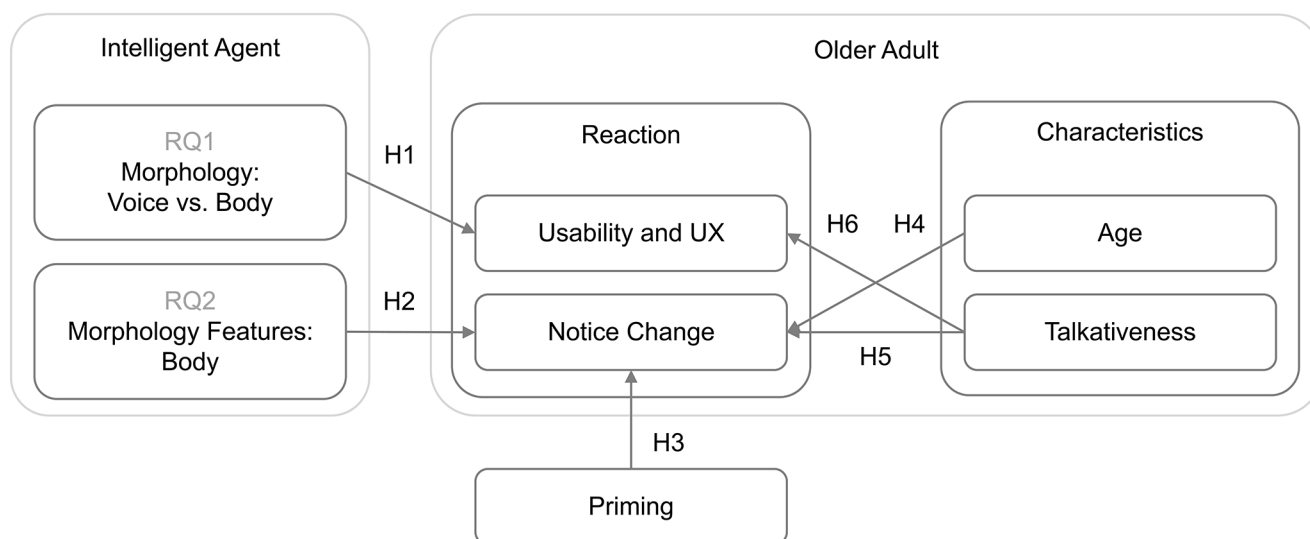 Intelligent Agent
RQ1
Morphology:
Voice vs. Body
RQ2
Morphology Features:
Body
H1
H2
Older Adult
Reaction
Usability and UX
Notice Change
H6
H4
H5
Characteristics
Age
Talkativeness
H3
Priming